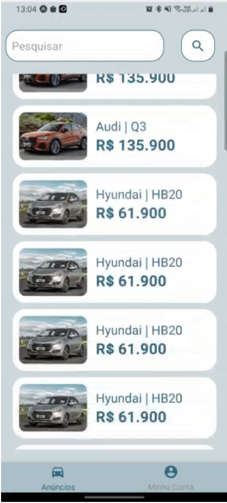 13:04
Pesquisar
R$ 135.900
Audi | Q3
R$ 135.900
Hyundai | HB20
R$ 61.900
Hyundai | HB20
R$ 61.900
Hyundai | HB20
R$ 61.900
Hyundai | HB20
R$ 61.900
Anúncios
Minha Conta